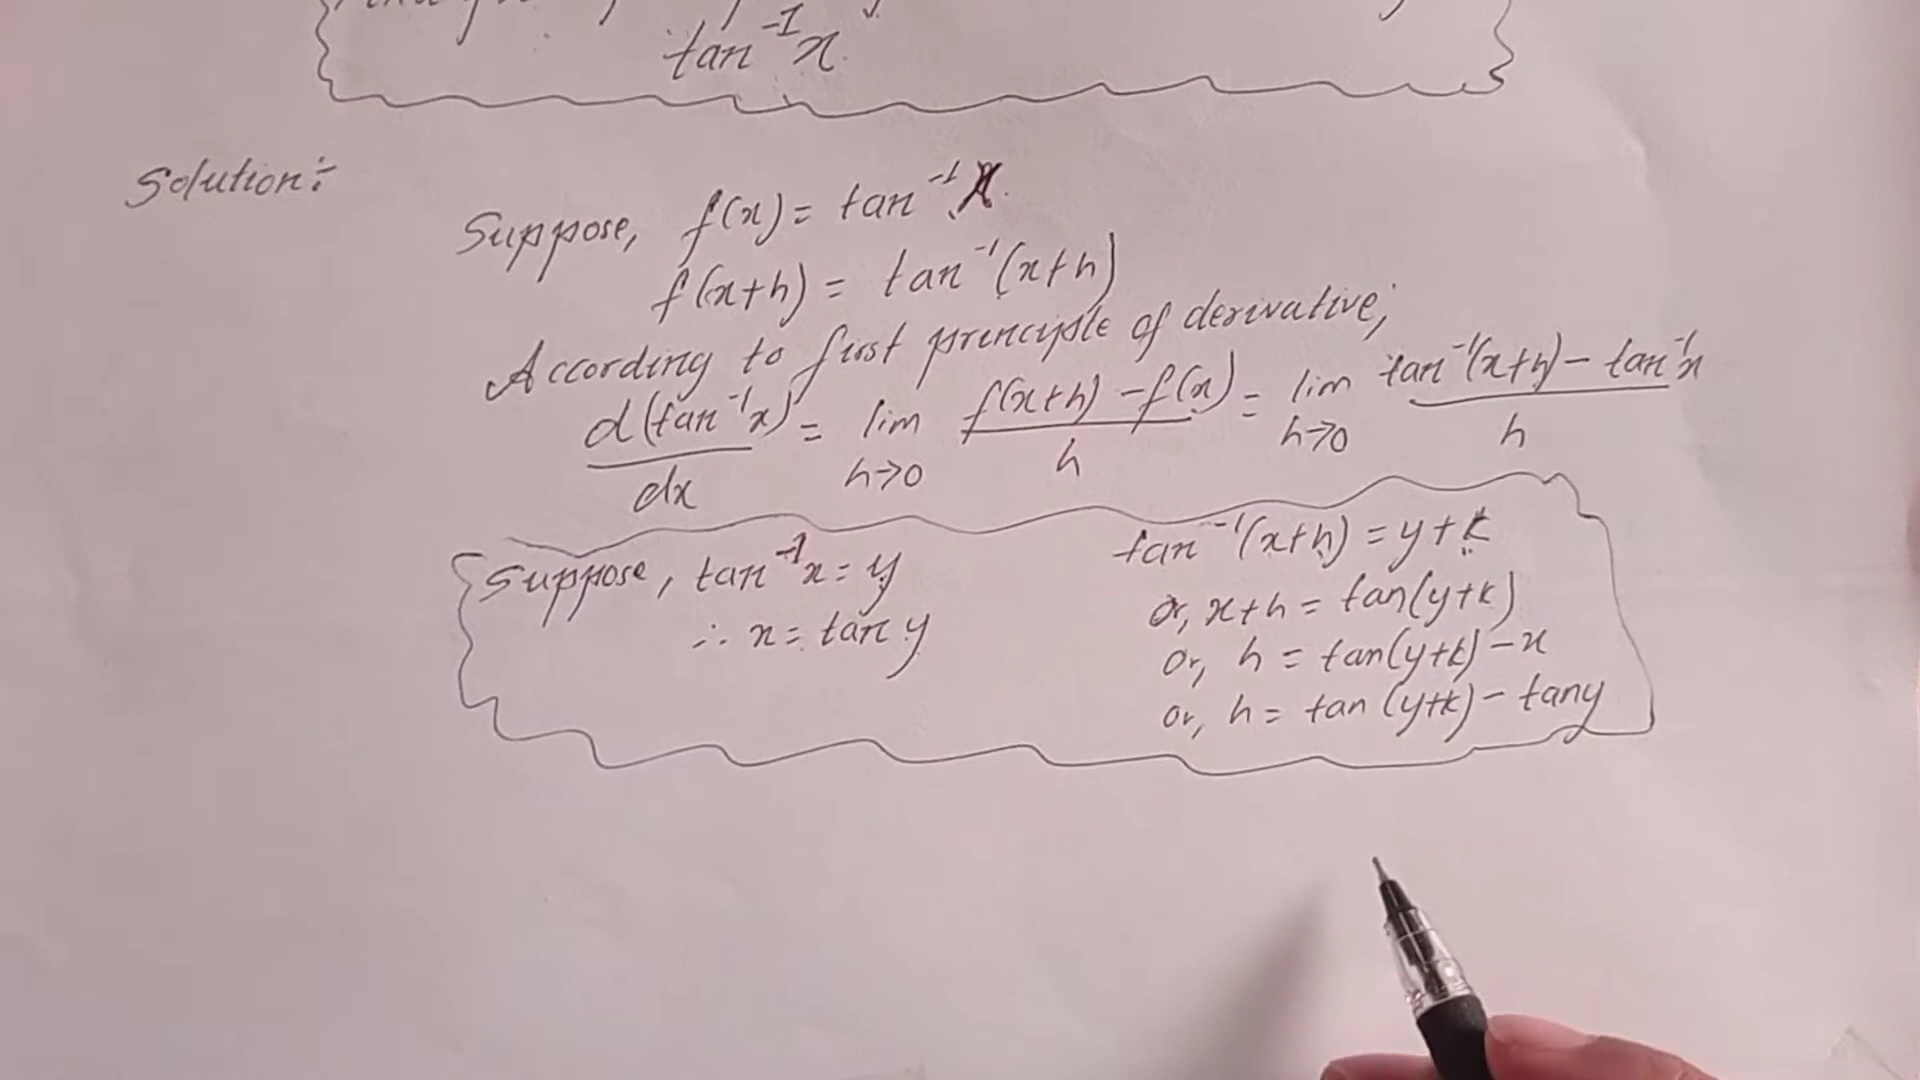 tan⁻¹x.
Solution:-
Suppose, f(x) = tan⁻¹x.
f(x+h) = tan⁻¹(x+h)
According to first principle of derivative;
d(tan⁻¹x)/dx = lim h→0 f(x+h) - f(x)/h = lim h→0 tan⁻¹(x+h) - tan⁻¹x/h
Suppose, tan⁻¹x = y
∴ x = tan y
tan⁻¹(x+h) = y+k
or, x+h = tan(y+k)
or, h = tan(y+k) - x
or, h = tan (y+k) - tany